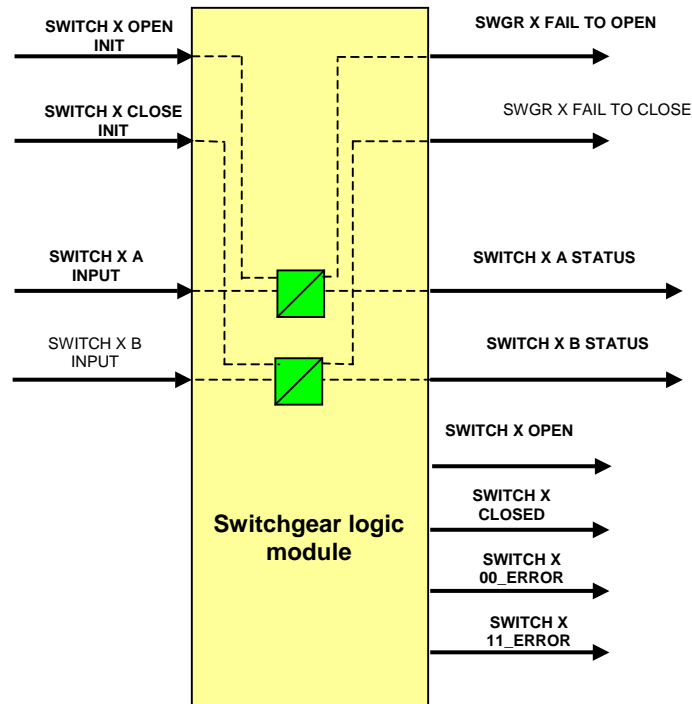 SWITCH X OPEN
INIT
SWITCH X CLOSE
INIT
SWITCH X A
INPUT
SWITCH X B
INPUT
Switchgear logic
module
SWGR X FAIL TO OPEN
SWGR X FAIL TO CLOSE
SWITCH X A STATUS
SWITCH X B STATUS
SWITCH X OPEN
SWITCH X
CLOSED
SWITCH X
00_ERROR
SWITCH X
11_ERROR